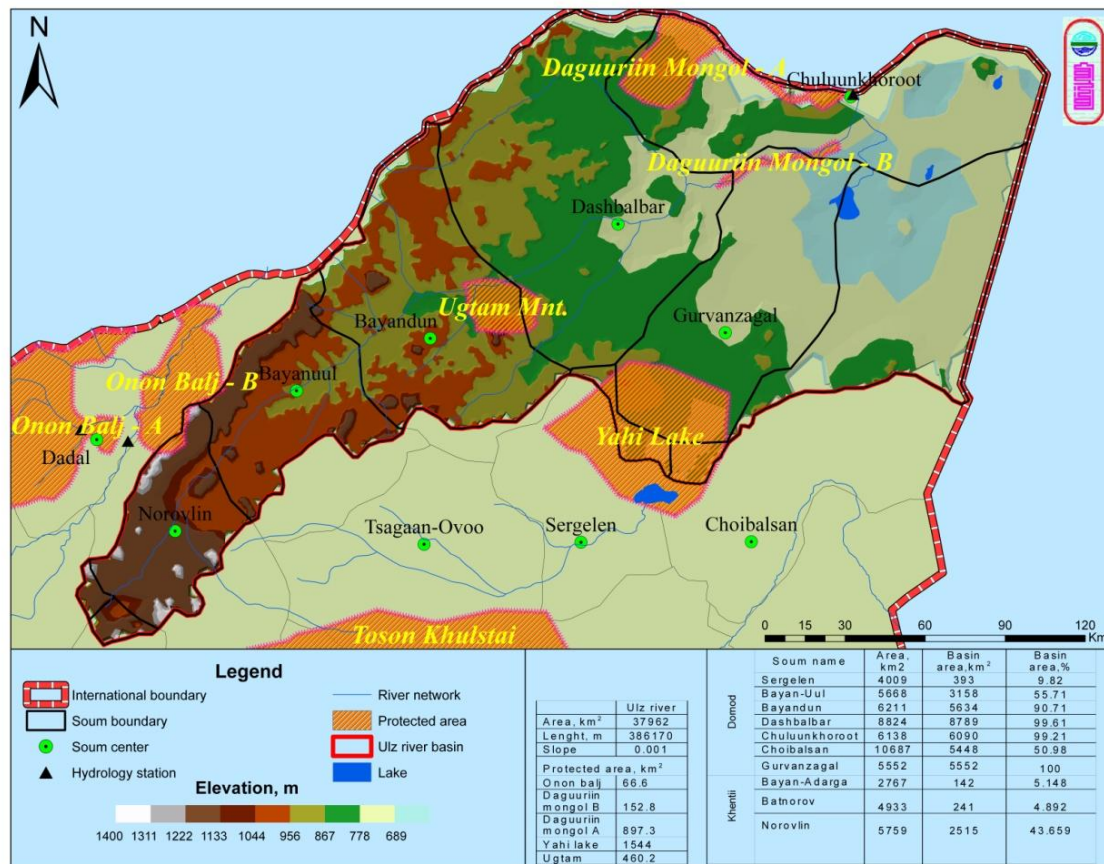 N
Daguuriin Mongol - A
Chuluunkhoroot
Daguuriin Mongol - B
Dashbalbar
Ugtam Mnt.
Bayandun
Gurvanzagal
Onon Balj - B
Bayanuul
Onon Balj - A
Yahi Lake
Dadal
Norovlin
Tsagaan-Ovoo
Sergelen
Choibalsan
Toson Khulstai
0 15 30 60 90 120
Km
Legend
International boundary
Soum boundary
Soum center
Hydrology station
River network
Protected area
Ulz river basin
Lake
Elevation, m
1400 1311 1222 1133 1044 956 867 778 689
Ulz river
Area, km² 37962
Lenght, m 386170
Slope 0.001
Protected area, km²
Onon balj 66.6
Daguuriin
mongol B 152.8
Daguuriin
mongol A 897.3
Yahi lake 1544
Ugtam 460.2
Soum name Area, km2 Basin area,km² Basin area,%
Dornod
Sergelen 4009 393 9.82
Bayan-Uul 5668 3158 55.71
Bayandun 6211 5634 90.71
Dashbalbar 8824 8789 99.61
Chuluunkhoroot 6138 6090 99.21
Choibalsan 10687 5448 50.98
Gurvanzagal 5552 5552 100
Khentii
Bayan-Adarga 2767 142 5.148
Batnorov 4933 241 4.892
Norovlin 5759 2515 43.659